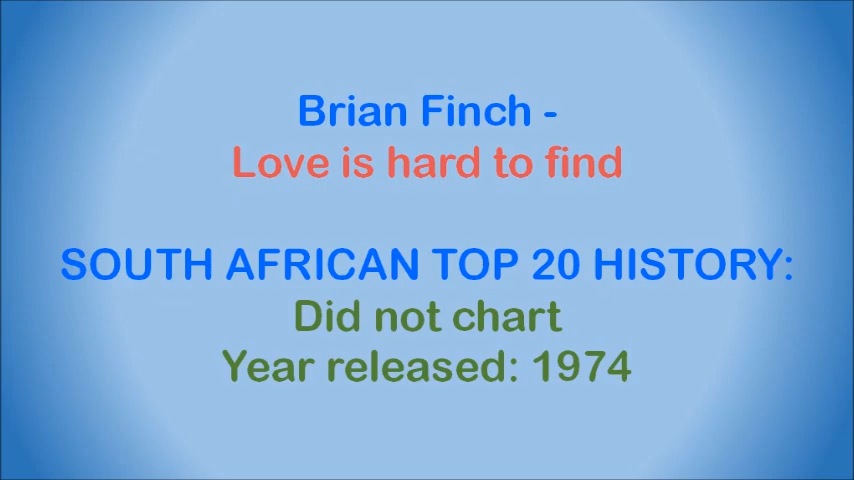 Brian Finch -
Love is hard to find
SOUTH AFRICAN TOP 20 HISTORY:
Did not chart
Year released: 1974